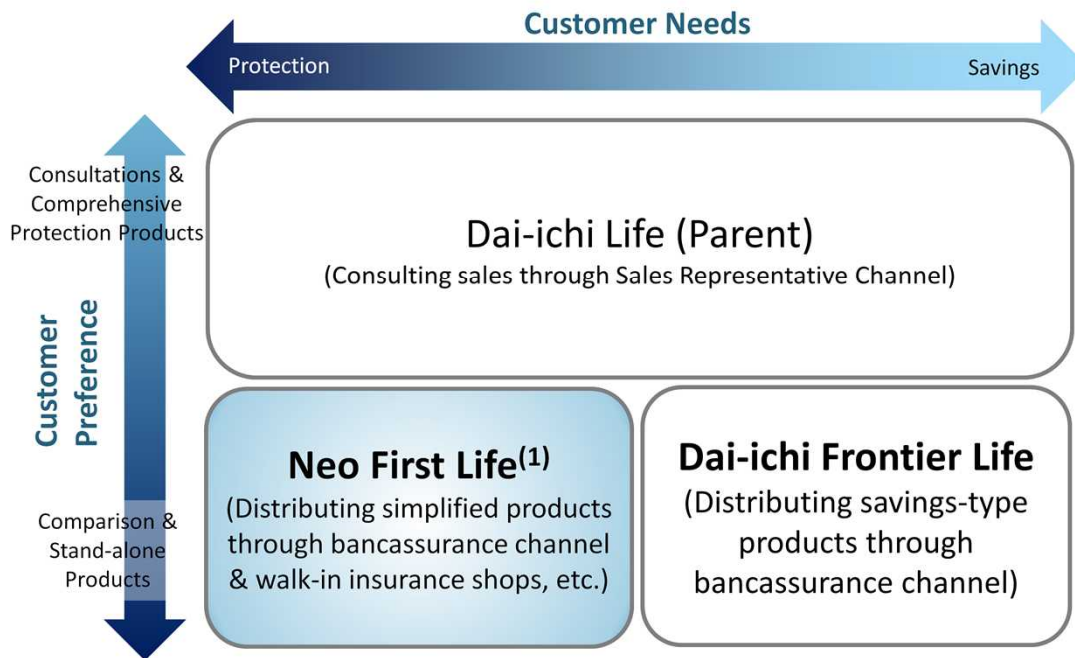 Customer Needs
Protection
Savings
Consultations &
Comprehensive
Protection Products
Customer
Preference
Comparison &
Stand-alone
Products
Dai-ichi Life (Parent)
(Consulting sales through Sales Representative Channel)
Neo First Life(1)
(Distributing simplified products
through bancassurance channel
& walk-in insurance shops, etc.)
Dai-ichi Frontier Life
(Distributing savings-type
products through
bancassurance channel)